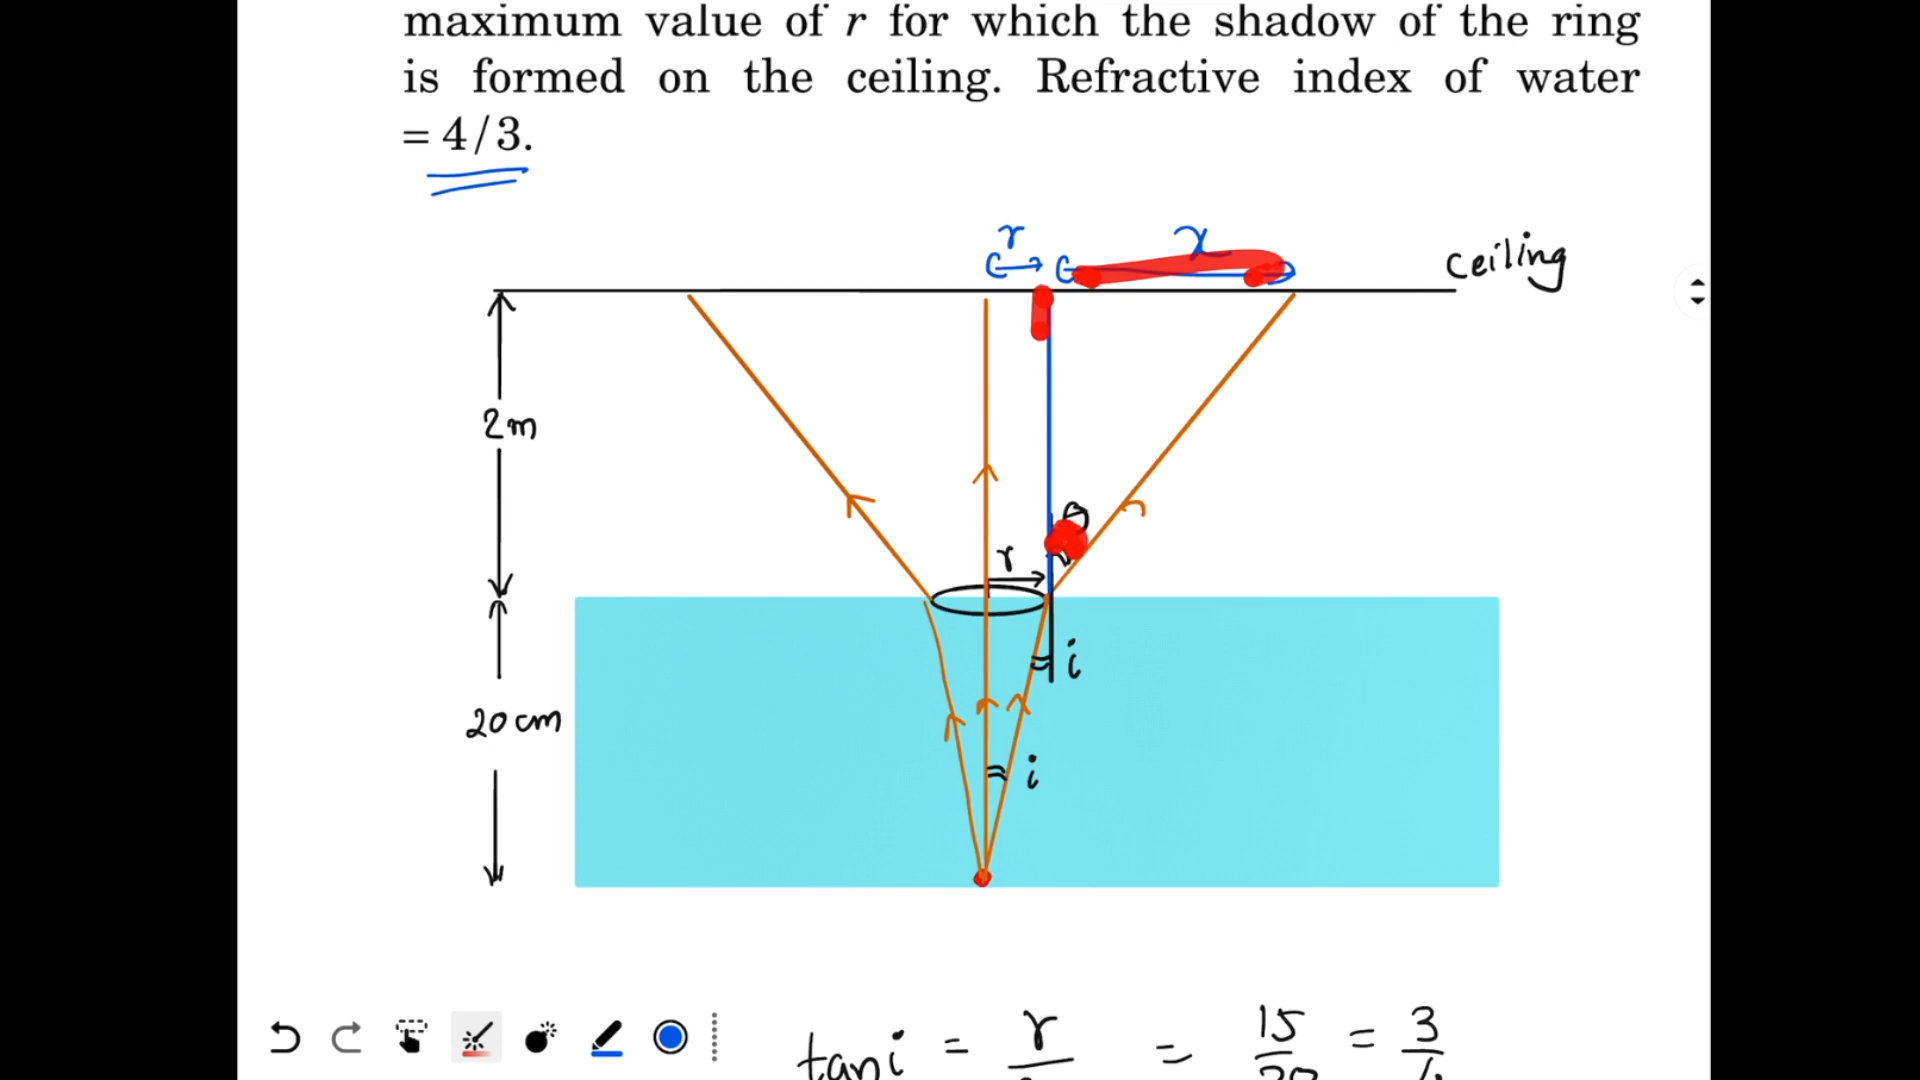 maximum value of r for which the shadow of the ring
is formed on the ceiling. Refractive index of water
= 4/3.
r x
ceiling
2m
r
i
20 cm
i
tan i = r = 15 = 3